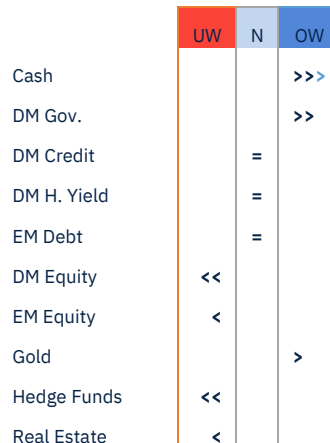 UW N OW
Cash >>>
DM Gov. >>
DM Credit =
DM H. Yield =
EM Debt =
DM Equity <<
EM Equity <
Gold >
Hedge Funds <<
Real Estate <